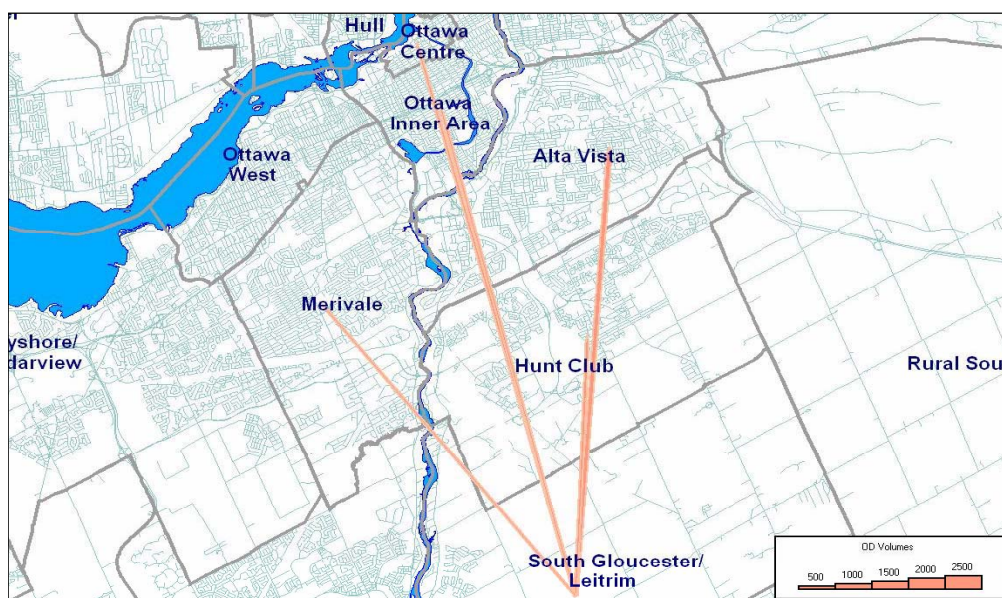 Hull
Ottawa
Centre
Ottawa
Inner Area
Ottawa
West
Alta Vista
Merivale
yshore/
darview
Hunt Club
Rural Sou
South Gloucester/
Leitrim
OD Volumes
500 1000 1500 2000 2500